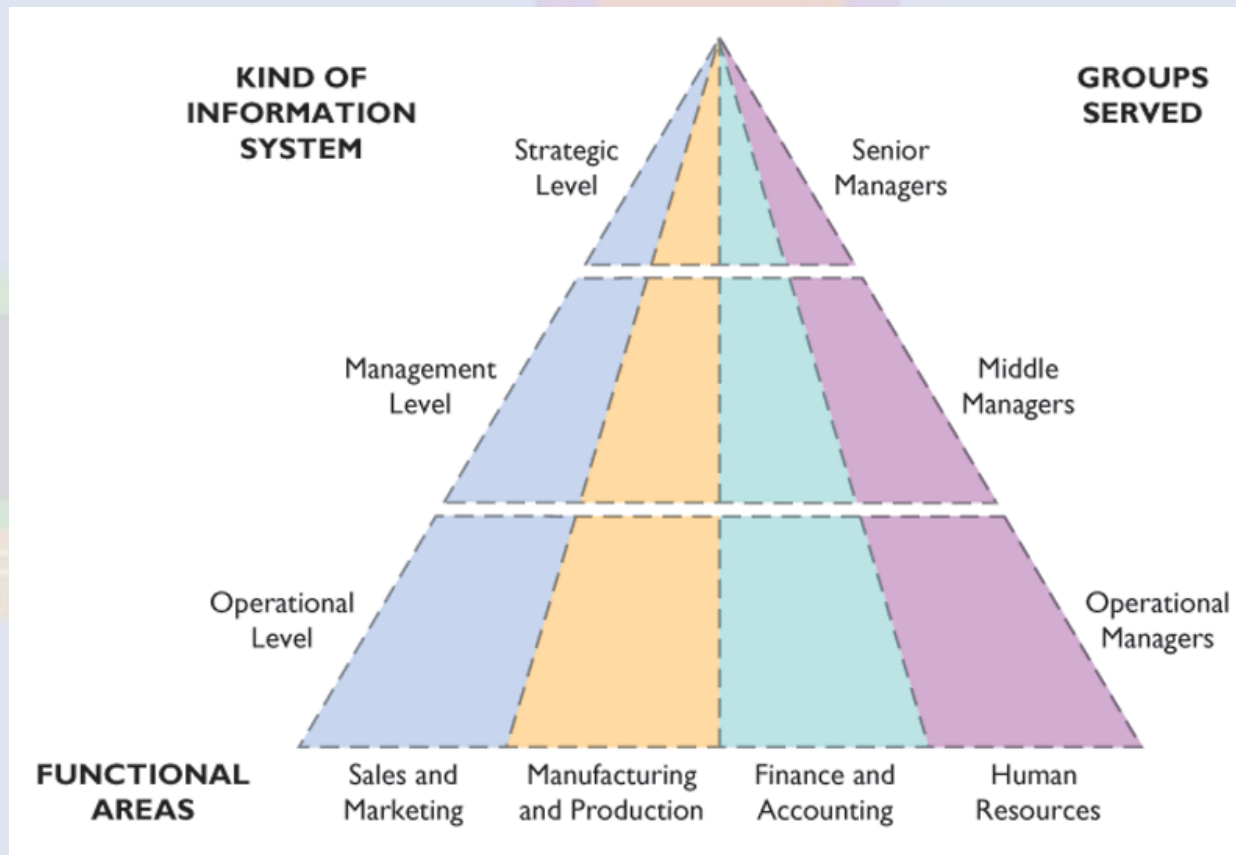 KIND OF
INFORMATION
SYSTEM
GROUPS
SERVED
Strategic
Level
Senior
Managers
Management
Level
Middle
Managers
Operational
Level
Operational
Managers
FUNCTIONAL
AREAS
Sales and
Marketing
Manufacturing
and Production
Finance and
Accounting
Human
Resources